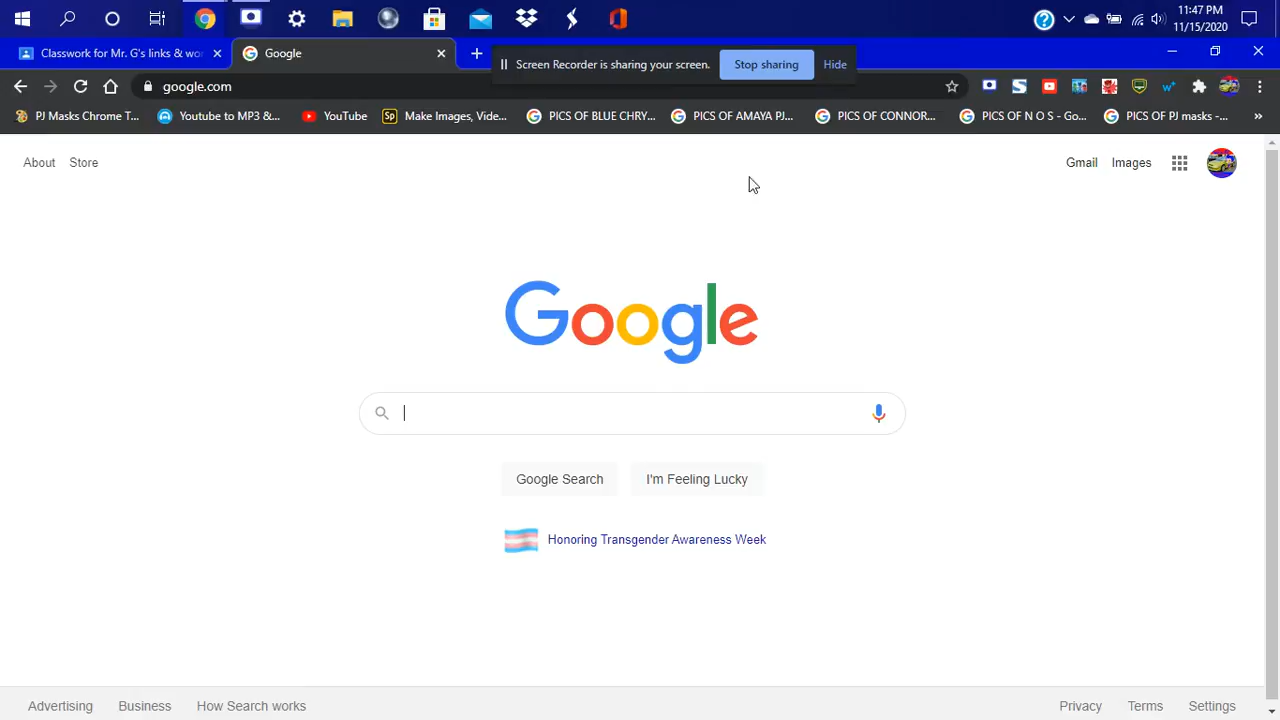 11:47 PM
11/15/2020
Classwork for Mr. G's links & wo
Google
Screen Recorder is sharing your screen.
Stop sharing
Hide
google.com
PJ Masks Chrome T...
Youtube to MP3 &...
YouTube
Make Images, Vide...
PICS OF BLUE CHRY...
PICS OF AMAYA PJ...
PICS OF CONNOR...
PICS OF N O S - Go...
PICS OF PJ masks -...
»
About
Store
Gmail
Images
Google
Google Search
I'm Feeling Lucky
Honoring Transgender Awareness Week
Advertising
Business
How Search works
Privacy
Terms
Settings